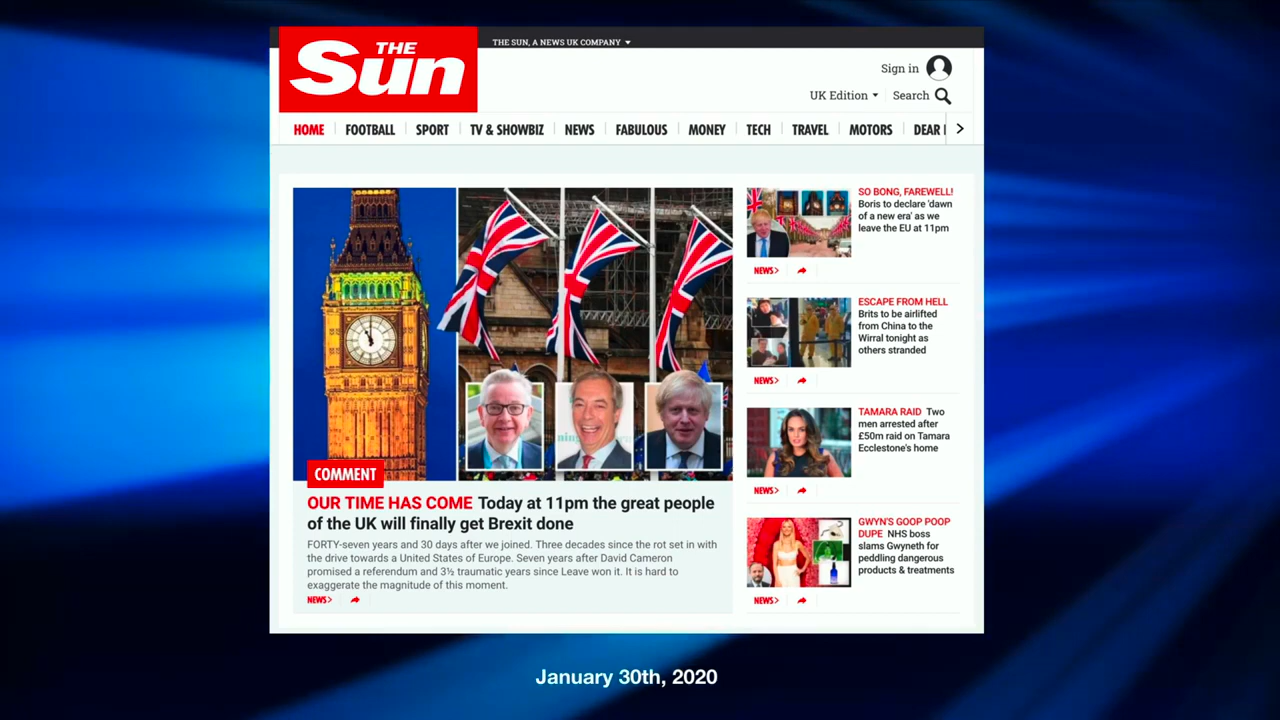 THE
Sun
THE SUN, A NEWS UK COMPANY
Sign in
UK Edition
Search
HOME
FOOTBALL
SPORT
TV & SHOWBIZ
NEWS
FABULOUS
MONEY
TECH
TRAVEL
MOTORS
DEAR
COMMENT
OUR TIME HAS COME Today at 11pm the great people
of the UK will finally get Brexit done
FORTY-seven years and 30 days after we joined. Three decades since the rot set in with
the drive towards a United States of Europe. Seven years after David Cameron
promised a referendum and 3½ traumatic years since Leave won it. It is hard to
exaggerate the magnitude of this moment.
NEWS>
SO BONG, FAREWELL!
Boris to declare 'dawn
of a new era' as we
leave the EU at 11pm
NEWS>
ESCAPE FROM HELL
Brits to be airlifted
from China to the
Wirral tonight as
others stranded
NEWS>
TAMARA RAID Two
men arrested after
£50m raid on Tamara
Ecclestone's home
NEWS>
GWYN'S GOOP POOP
DUPE NHS boss
slams Gwyneth for
peddling dangerous
products & treatments
NEWS>
January 30th, 2020